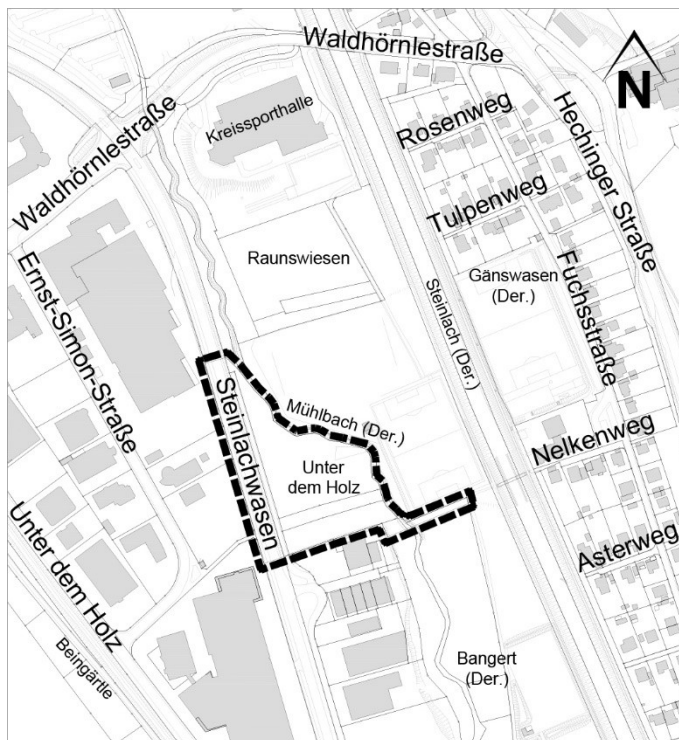 Waldhörnlestraße
N
Kreissporthalle
Rosenweg
Hechinger Straße
Waldhörnlestraße
Tulpenweg
Raunswiesen
Gänswasen
(Der.)
Steinlach (Der.)
Fuchsstraße
Ernst-Simon-Straße
Steinlachwasen
Mühlbach (Der.)
Nelkenweg
Unter
dem Holz
Unter dem Holz
Asterweg
Beingärtle
Bangert
(Der.)